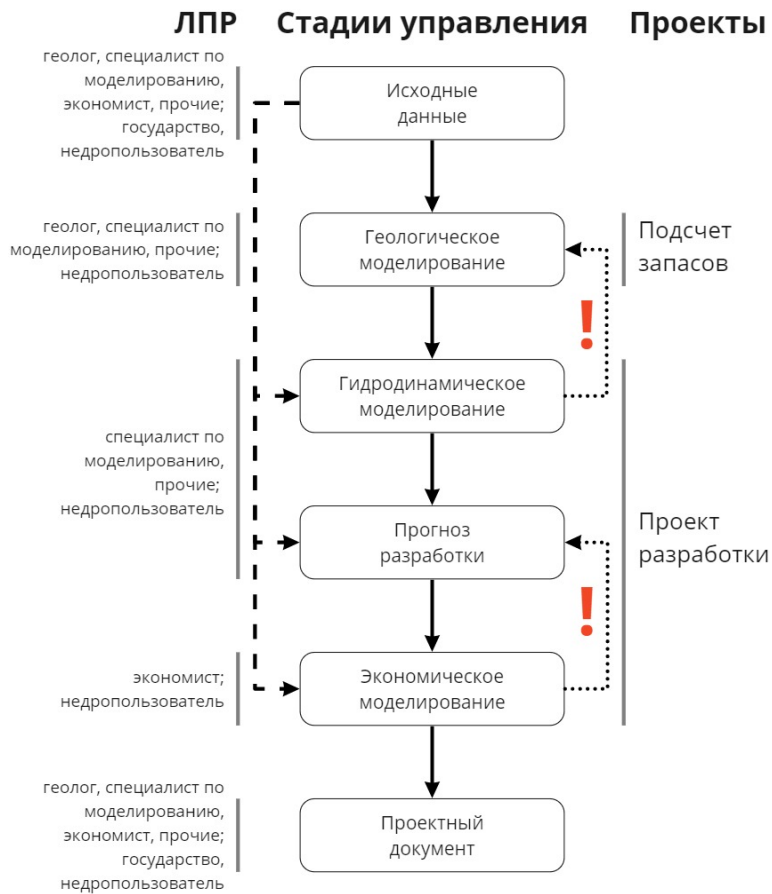 ЛПР Стадии управления Проекты
геолог, специалист по
моделированию,
экономист, прочие;
государство,
недропользователь
Исходные
данные
геолог, специалист по
моделированию, прочие;
недропользователь
Геологическое
моделирование
Подсчет
запасов
!
Гидродинамическое
моделирование
специалист по
моделированию,
прочие;
недропользователь
Прогноз
разработки
Проект
разработки
!
экономист;
недропользователь
Экономическое
моделирование
геолог, специалист по
моделированию,
экономист, прочие;
государство,
недропользователь
Проектный
документ